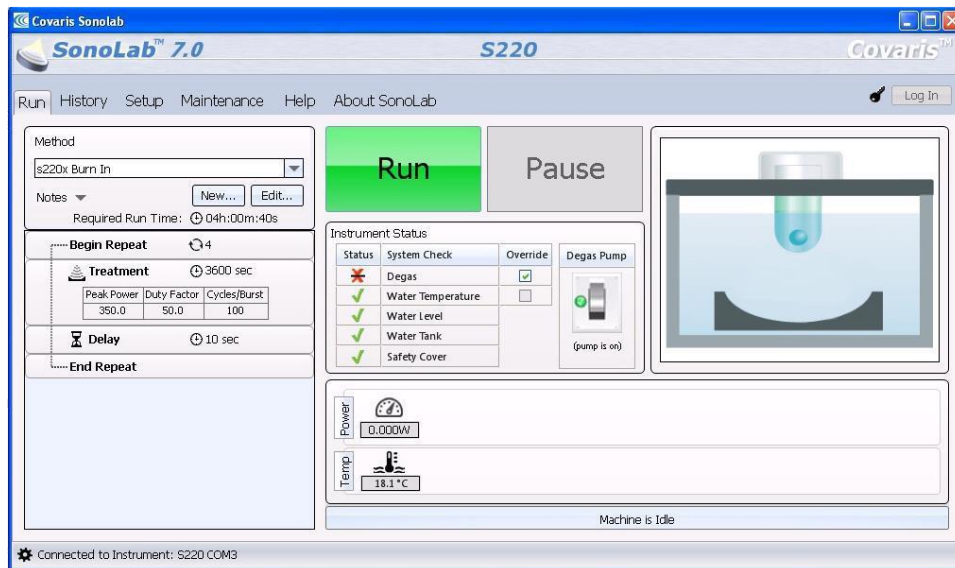 Covaris Sonolab
SonoLab™ 7.0
S220
Covaris™
Run History Setup Maintenance Help About SonoLab
Log In
Method
s220x Burn In
Notes
New... Edit...
Required Run Time: 04h:00m:40s
Begin Repeat 4
Treatment 3600 sec
Peak Power Duty Factor Cycles/Burst
350.0 50.0 100
Delay 10 sec
End Repeat
Run
Pause
Instrument Status
Status System Check Override
Degas
Water Temperature
Water Level
Water Tank
Safety Cover
Degas Pump
(pump is on)
Power
0.000W
Temp
18.1°C
Machine is Idle
Connected to Instrument: S220 COM3